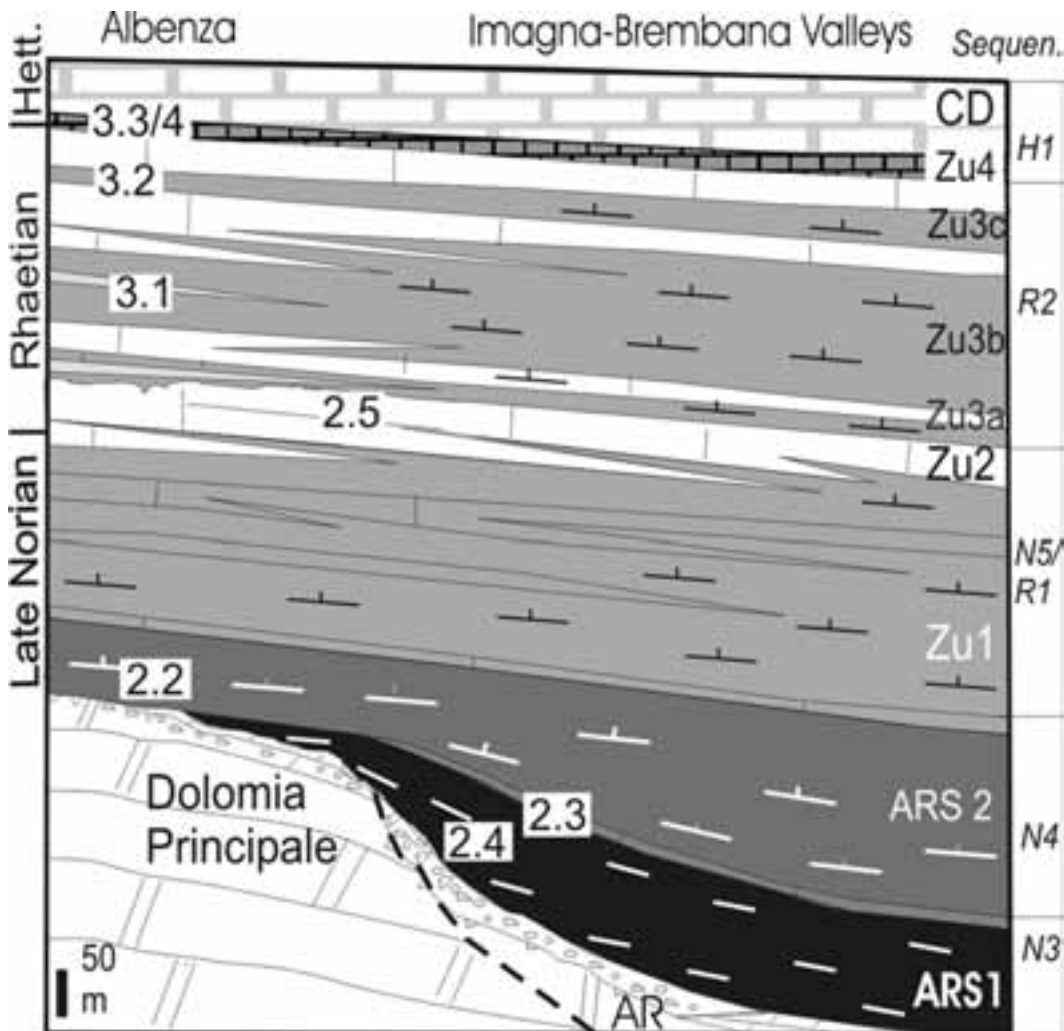 Albenza Imagna-Brembana Valleys Sequen.
Hett.
CD
3.3/4
H1
Zu4
3.2
Zu3c
Rhaetian
3.1
R2
Zu3b
2.5
Zu3a
Zu2
Late Norian
N5/
R1
Zu1
2.2
Dolomia
Principale
2.3
ARS 2
2.4
N4
N3
50
m
AR
ARS1